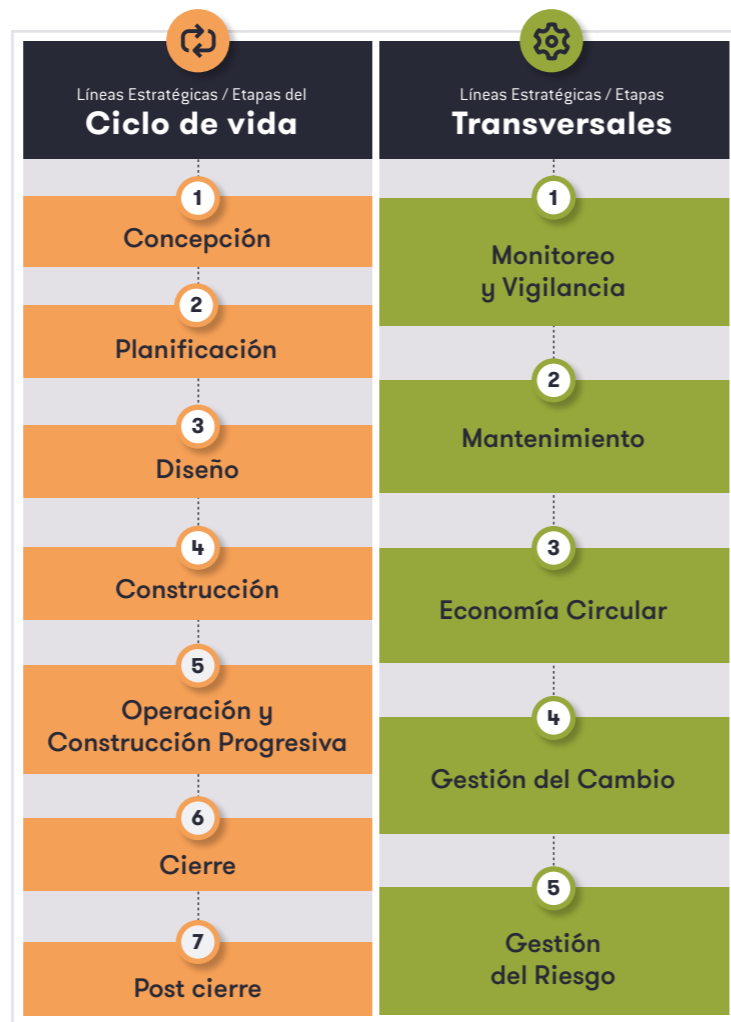 Líneas Estratégicas / Etapas del
Ciclo de vida
1
Concepción
2
Planificación
3
Diseño
4
Construcción
5
Operación y
Construcción Progresiva
6
Cierre
7
Post cierre
Líneas Estratégicas / Etapas
Transversales
1
Monitoreo
y Vigilancia
2
Mantenimiento
3
Economía Circular
4
Gestión del Cambio
5
Gestión
del Riesgo